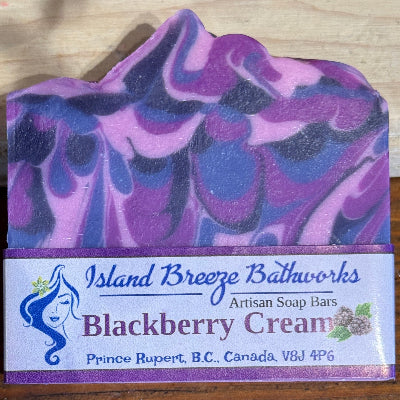 Island Breeze Bathworks
Artisan Soap Bars
Blackberry Cream
Prince Rupert, B.C., Canada, V8J 4P6